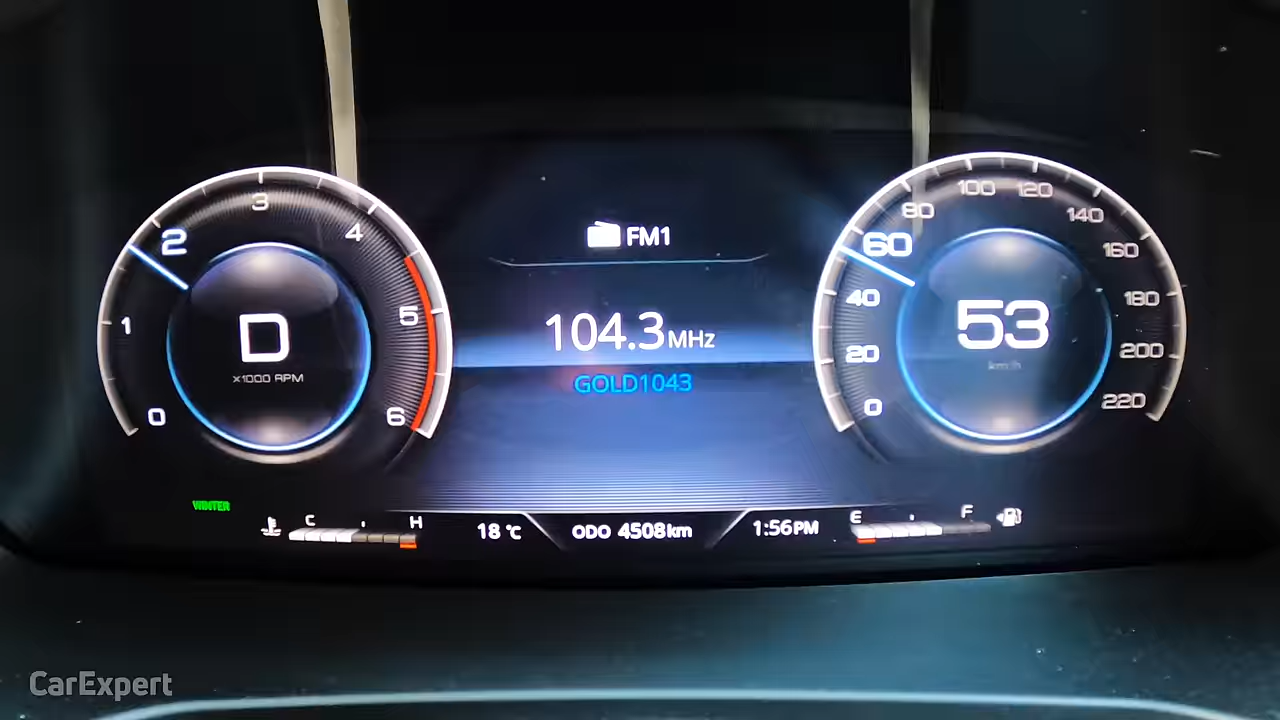 3
2
4
1
5
0
6
D
x1000 RPM
FM1
104.3MHz
GOLD1043
100
120
80
140
60
160
40
180
20
200
0
220
53
km/h
WINTER
C
H
18 °C
ODO 4508km
1:56PM
E
F
CarExpert